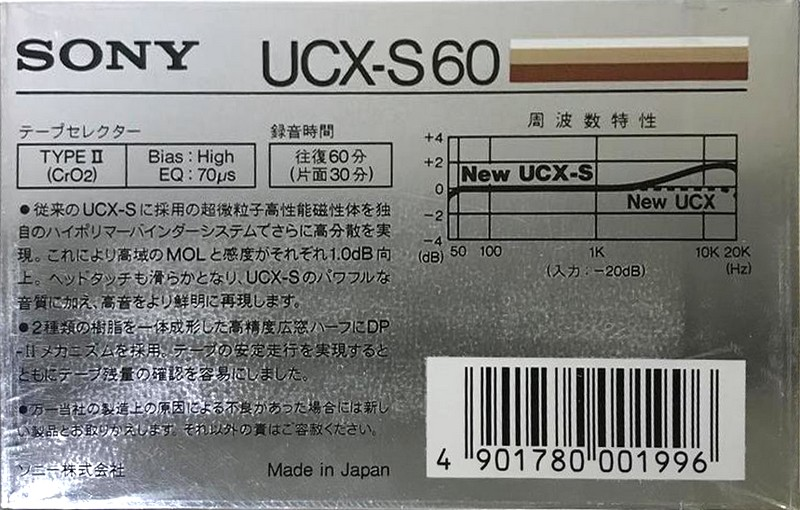 SONY UCX-S 60
テープセレクター
TYPE II
(CrO2)
Bias : High
EQ : 70μs
録音時間
往復60分
(片面30分)
●従来のUCX-Sに採用の超微粒子高性能磁性体を独
自のハイポリマーバインダーシステムでさらに高分散を実
現。これにより高域のMOLと感度がそれぞれ1.0dB向
上。ヘッドタッチも滑らかとなり、UCX-Sのパワフルな
音質に加え、高音をより鮮明に再現します。
●2種類の樹脂を一体成形した高精度広窓ハーフにDP
-IIメカニズムを採用。テープの安定走行を実現すると
ともにテープ残量の確認を容易にしました。
●万一当社の製造上の原因による不良があった場合には新し
い製品とお取りかえします。それ以外の責はご容赦ください。
ソニー株式会社
Made in Japan
周波数特性
+4
+2
0
−2
−4
(dB)
New UCX-S
New UCX
50 100 1K 10K 20K
(Hz)
(入力:−20dB)
4 901780 001996